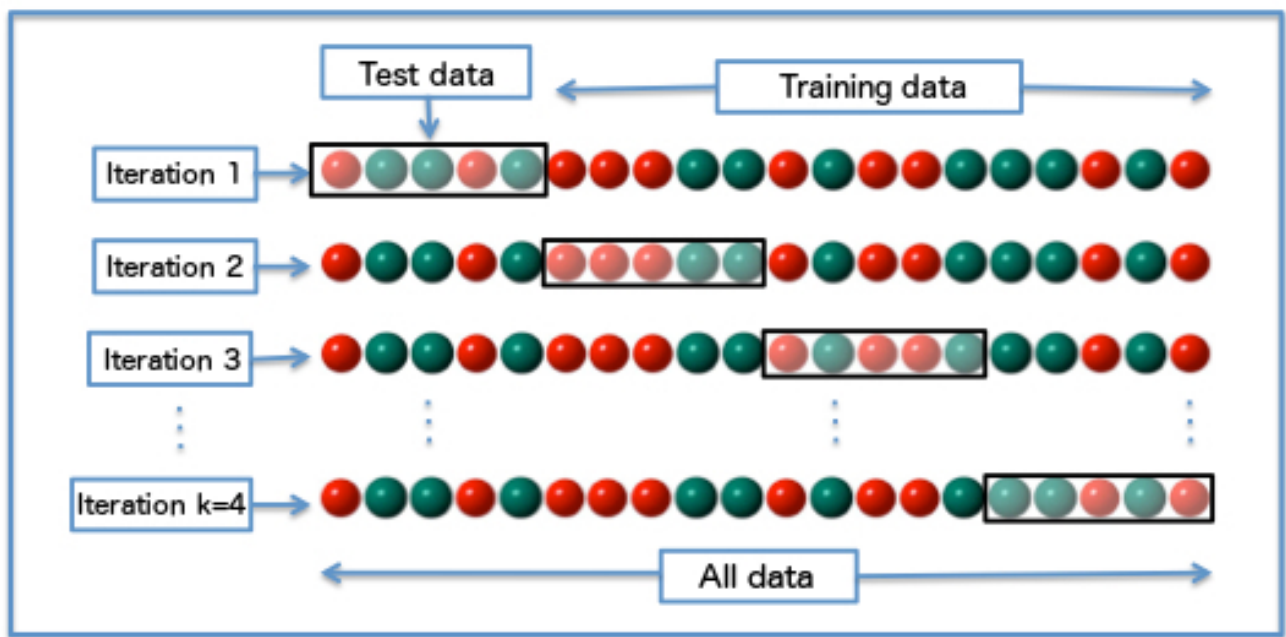 Test data
Training data
Iteration 1
Iteration 2
Iteration 3
Iteration k=4
All data